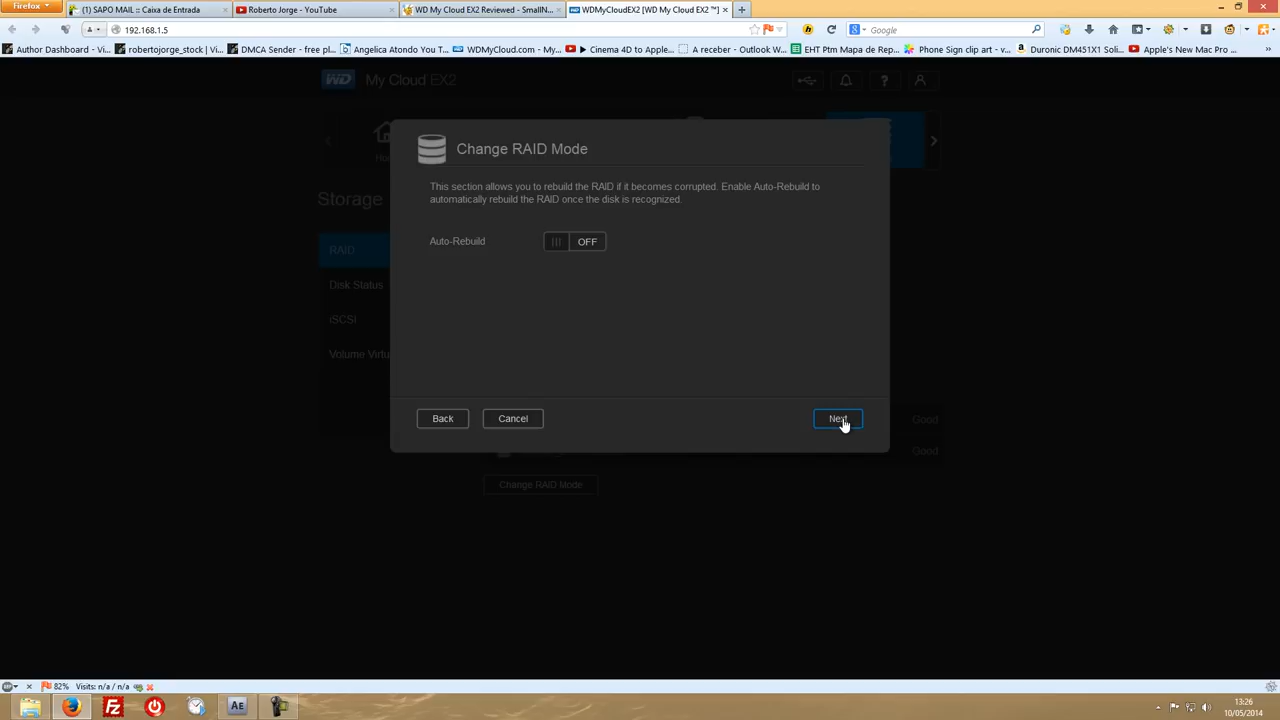 Firefox
(1) SAPO MAIL :: Caixa de Entrada
Roberto Jorge - YouTube
WD My Cloud EX2 Reviewed - SmallN...
WDMyCloudEX2 [WD My Cloud EX2 ™]
192.168.1.5
Google
Author Dashboard - Vi...
robertojorge_stock | Vi...
DMCA Sender - free pl...
Angelica Atondo You T...
WDMyCloud.com - My...
Cinema 4D to Apple...
A receber - Outlook W...
EHT Ptm Mapa de Rep...
Phone Sign clip art - v...
Duronic DM451X1 Soli...
Apple's New Mac Pro ...
WD My Cloud EX2
Change RAID Mode
This section allows you to rebuild the RAID if it becomes corrupted. Enable Auto-Rebuild to
automatically rebuild the RAID once the disk is recognized.
Storage
Auto-Rebuild OFF
RAID
Disk Status
iSCSI
Volume Virtu
Back Cancel Next
Good
Good
Change RAID Mode
82% Visits: n/a / n/a
AE
13:26
10/05/2014